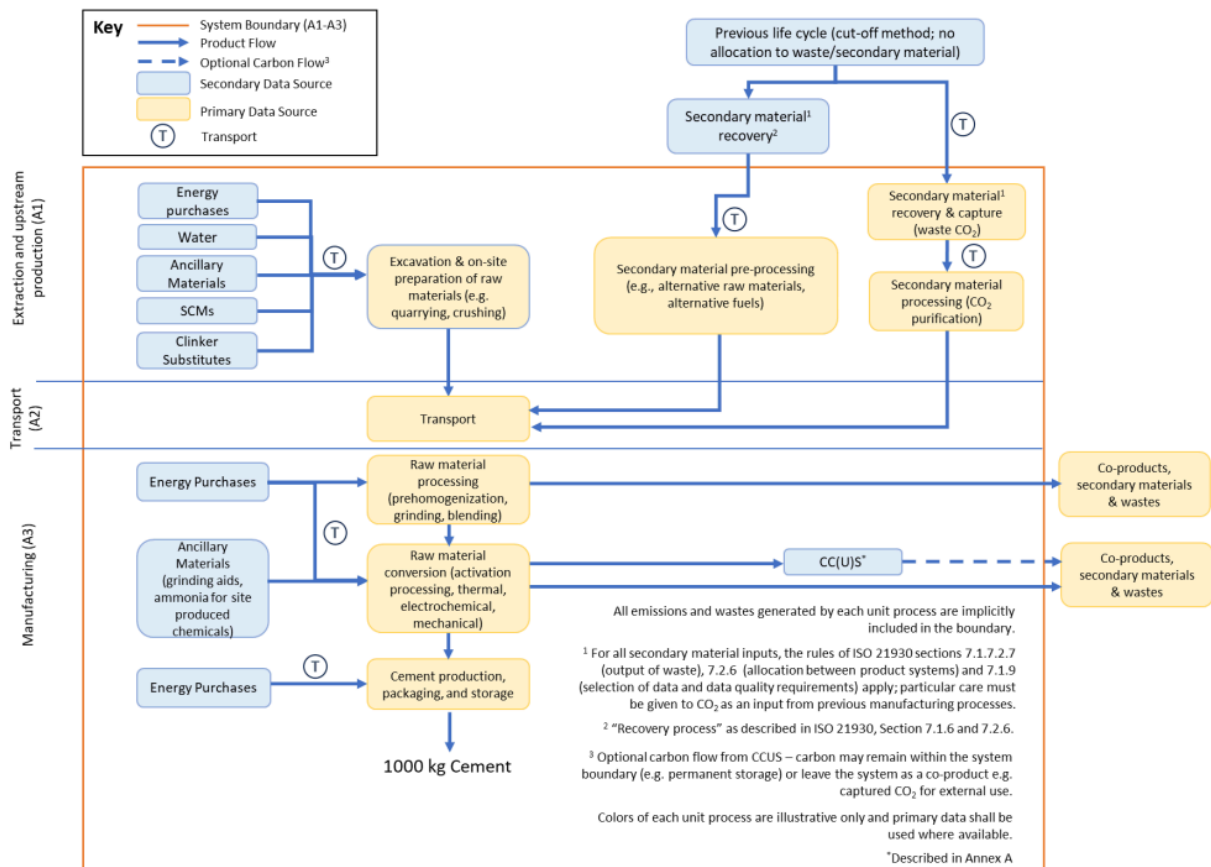 Key
System Boundary (A1-A3)
Product Flow
Optional Carbon Flow³
Secondary Data Source
Primary Data Source
T
Transport
Previous life cycle (cut-off method; no
allocation to waste/secondary material)
Secondary material¹
recovery²
T
Extraction and upstream
production (A1)
Energy
purchases
Water
Ancillary
Materials
SCMs
Clinker
Substitutes
T
Excavation & on-site
preparation of raw
materials (e.g.
quarrying, crushing)
T
Secondary material pre-processing
(e.g., alternative raw materials,
alternative fuels)
Secondary material¹
recovery & capture
(waste CO₂)
T
Secondary material
processing (CO₂
purification)
Transport
(A2)
Transport
Manufacturing (A3)
Energy Purchases
Raw material
processing
(prehomogenization,
grinding, blending)
Co-products,
secondary materials
& wastes
T
Ancillary
Materials
(grinding aids,
ammonia for site
produced
chemicals)
Raw material
conversion (activation
processing, thermal,
electrochemical,
mechanical)
CC(U)S*
Co-products,
secondary materials
& wastes
Energy Purchases
T
Cement production,
packaging, and storage
1000 kg Cement
All emissions and wastes generated by each unit process are implicitly
included in the boundary.
¹ For all secondary material inputs, the rules of ISO 21930 sections 7.1.7.2.7
(output of waste), 7.2.6 (allocation between product systems) and 7.1.9
(selection of data and data quality requirements) apply; particular care must
be given to CO₂ as an input from previous manufacturing processes.
² “Recovery process” as described in ISO 21930, Section 7.1.6 and 7.2.6.
³ Optional carbon flow from CCUS – carbon may remain within the system
boundary (e.g. permanent storage) or leave the system as a co-product e.g.
captured CO₂ for external use.
Colors of each unit process are illustrative only and primary data shall be
used where available.
*Described in Annex A